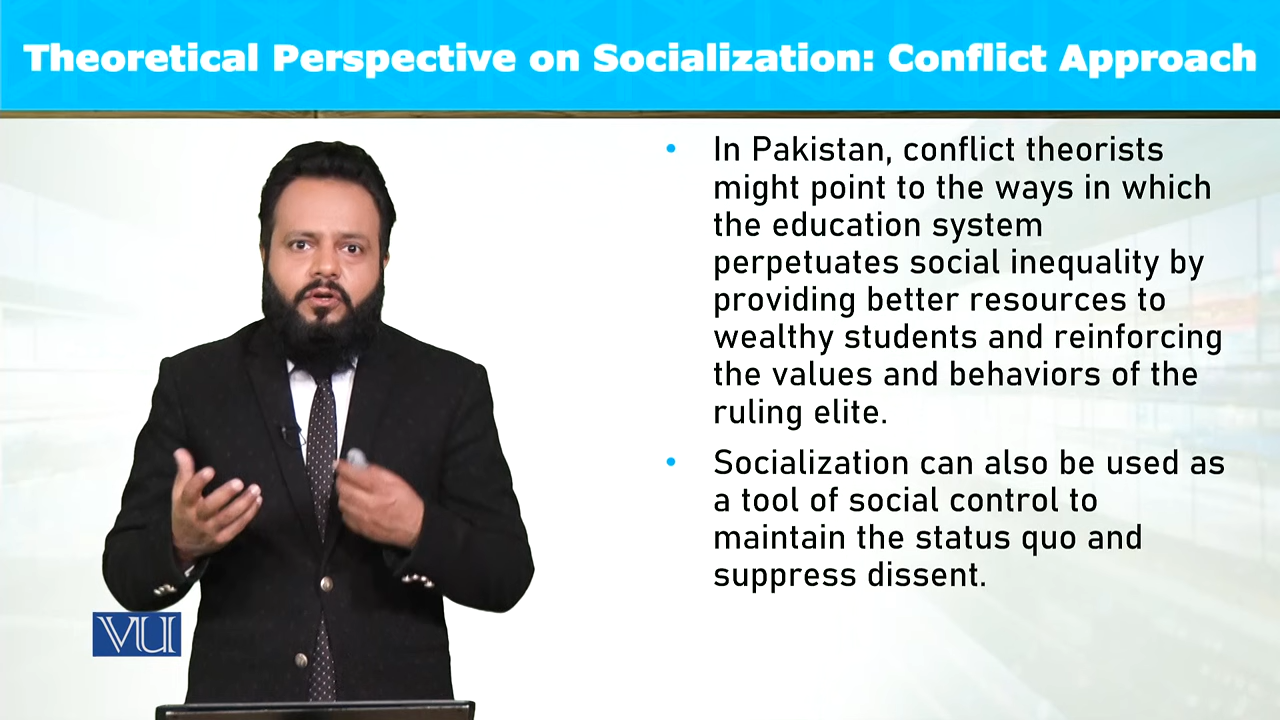 Theoretical Perspective on Socialization: Conflict Approach
• In Pakistan, conflict theorists
might point to the ways in which
the education system
perpetuates social inequality by
providing better resources to
wealthy students and reinforcing
the values and behaviors of the
ruling elite.
• Socialization can also be used as
a tool of social control to
maintain the status quo and
suppress dissent.
VU